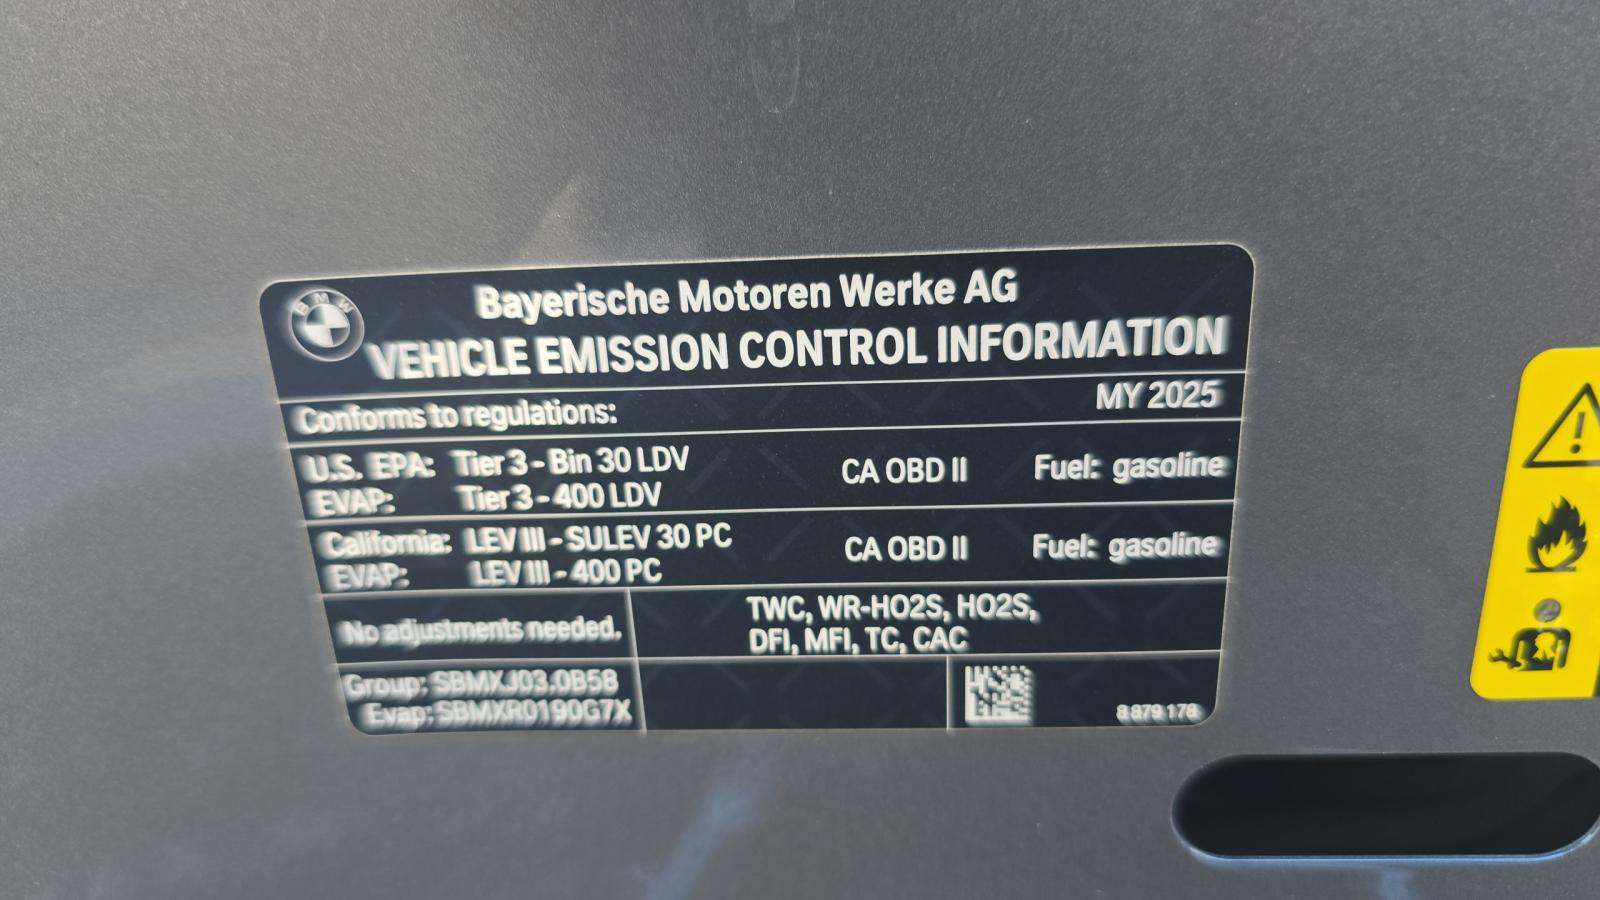 BMW
Bayerische Motoren Werke AG
VEHICLE EMISSION CONTROL INFORMATION
Conforms to regulations: MY 2025
U.S. EPA: Tier 3 - Bin 30 LDV CA OBD II Fuel: gasoline
EVAP: Tier 3 - 400 LDV
California: LEV III - SULEV 30 PC CA OBD II Fuel: gasoline
EVAP: LEV III - 400 PC
No adjustments needed. TWC, WR-HO2S, HO2S,
DFI, MFI, TC, CAC
Group: SBMXJ03.0B58
Evap: SBMXR0190G7X
8 879 178